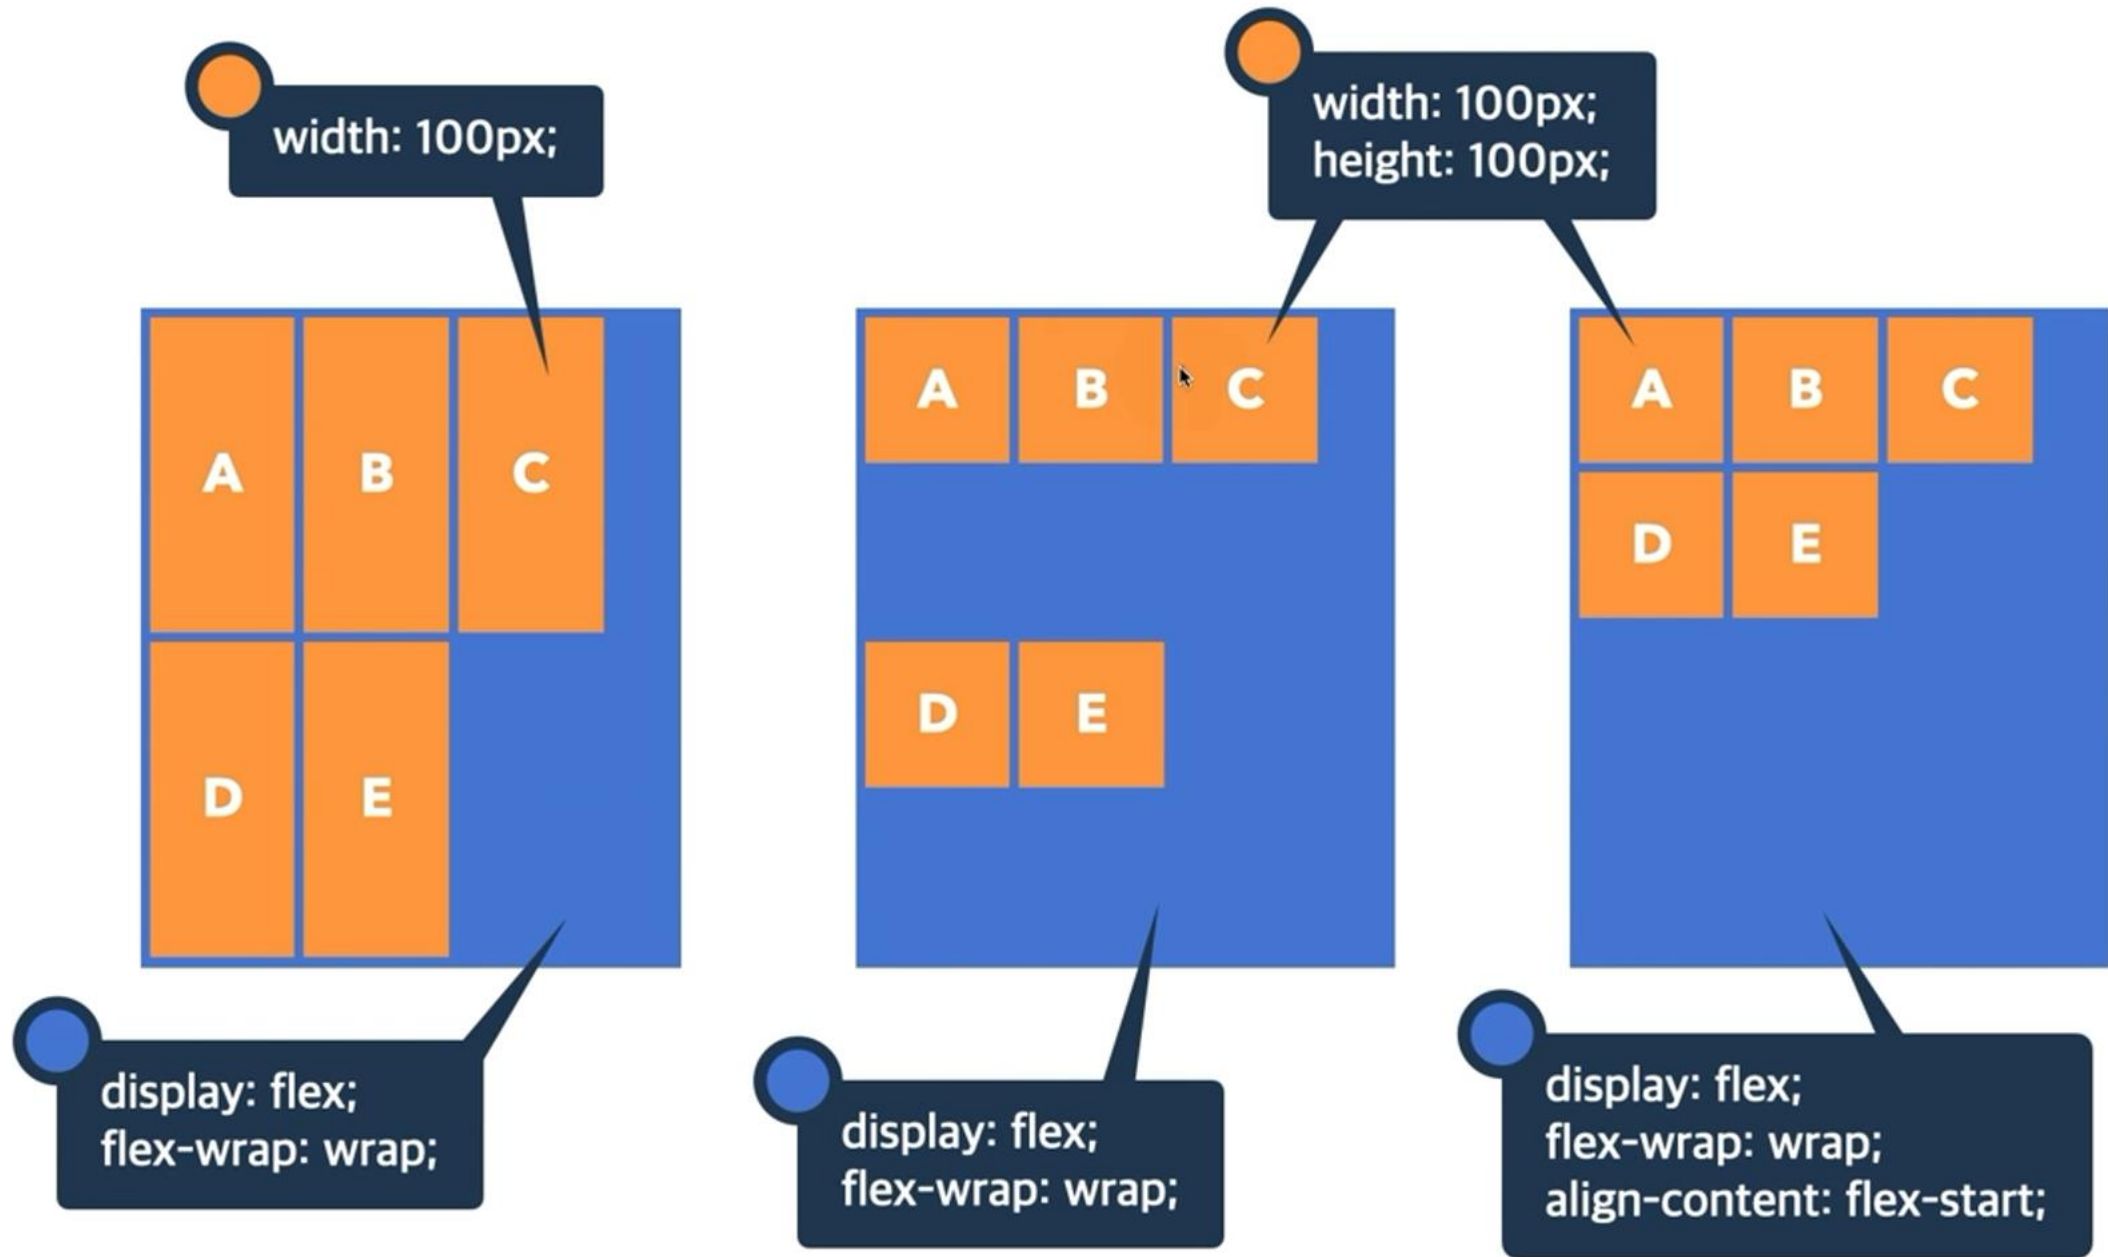 width: 100px;
width: 100px;
height: 100px;
A B C
D E
A B C
D E
A B C
D E
display: flex;
flex-wrap: wrap;
display: flex;
flex-wrap: wrap;
display: flex;
flex-wrap: wrap;
align-content: flex-start;